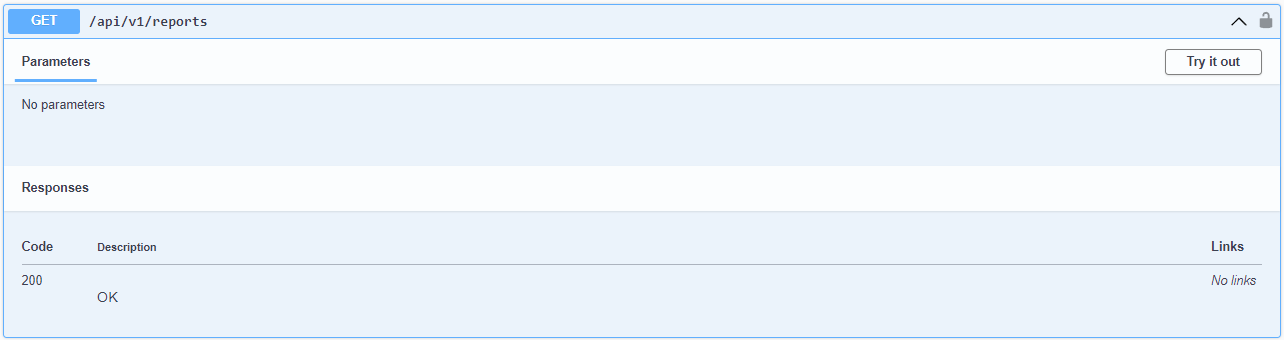 GET /api/v1/reports
Parameters Try it out
No parameters
Responses
Code Description Links
200 No links
OK